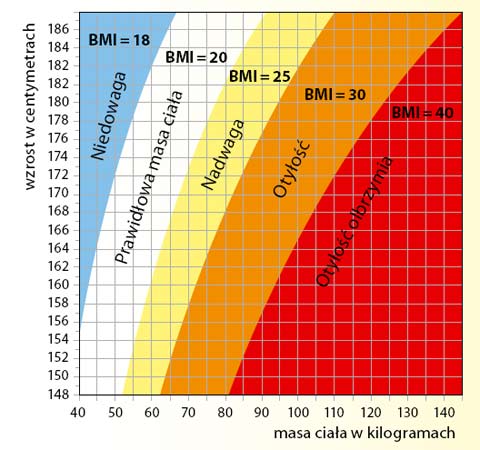 wzrost w centymetrach
186
184
182
180
178
176
174
172
170
168
166
164
162
160
158
156
154
152
150
148
BMI = 18
BMI = 20
BMI = 25
BMI = 30
BMI = 40
Niedowaga
Prawidłowa masa ciała
Nadwaga
Otyłość
Otyłość olbrzymia
40 50 60 70 80 90 100 110 120 130 140
masa ciała w kilogramach